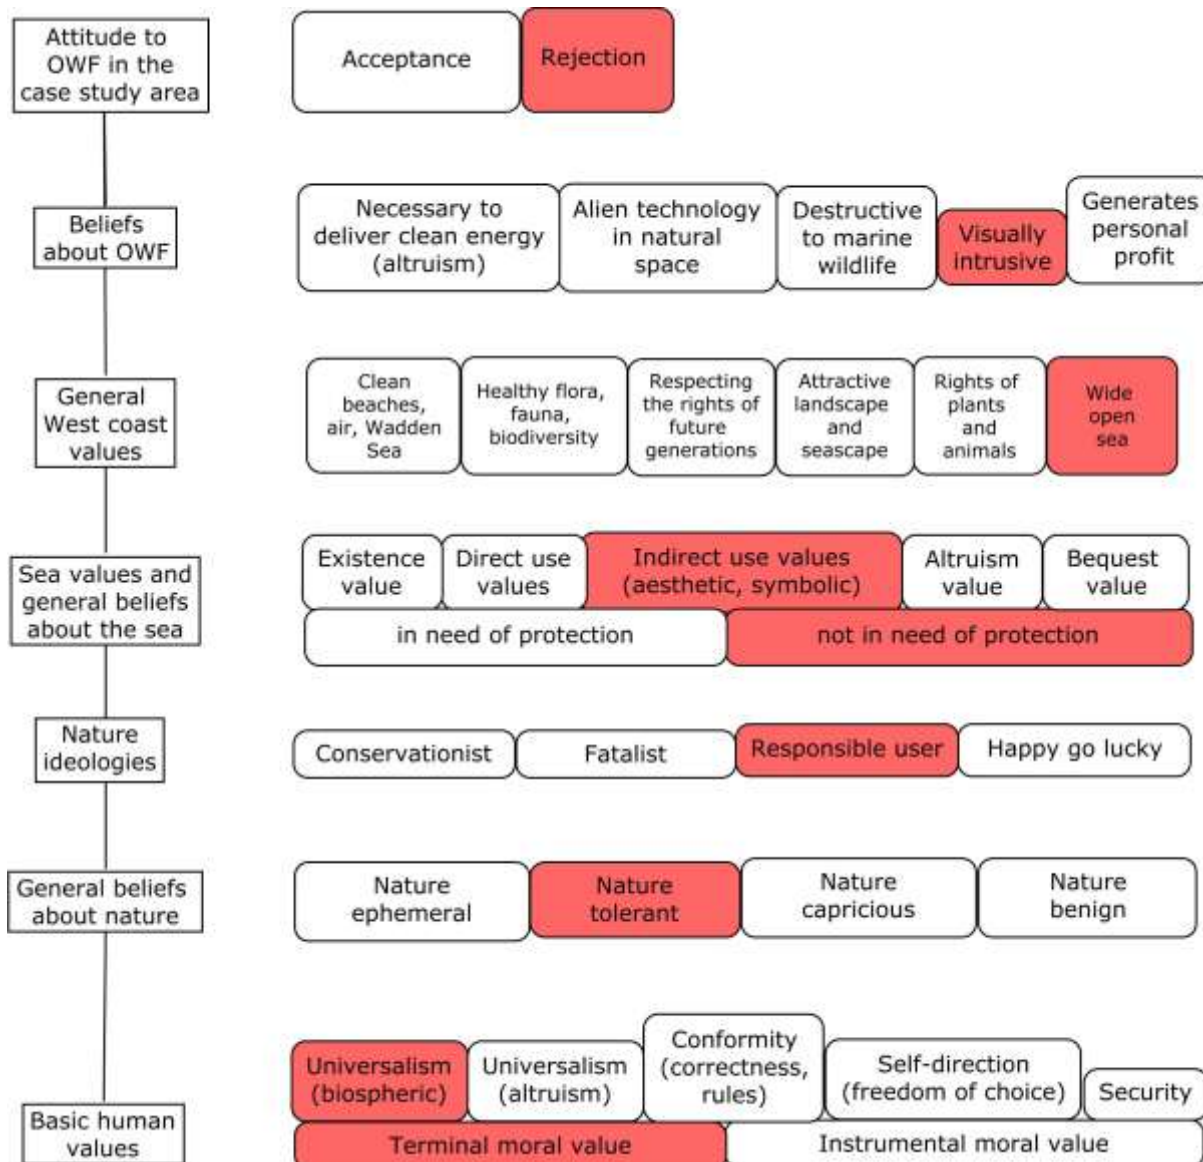 Attitude to
OWF in the
case study area
Acceptance
Rejection
Beliefs
about OWF
Necessary to
deliver clean energy
(altruism)
Alien technology
in natural
space
Destructive
to marine
wildlife
Visually
intrusive
Generates
personal
profit
General
West coast
values
Clean
beaches,
air, Wadden
Sea
Healthy flora,
fauna,
biodiversity
Respecting
the rights of
future
generations
Attractive
landscape
and
seascape
Rights of
plants
and
animals
Wide
open
sea
Sea values and
general beliefs
about the sea
Existence
value
Direct use
values
Indirect use values
(aesthetic, symbolic)
Altruism
value
Bequest
value
in need of protection
not in need of protection
Nature
ideologies
Conservationist
Fatalist
Responsible user
Happy go lucky
General beliefs
about nature
Nature
ephemeral
Nature
tolerant
Nature
capricious
Nature
benign
Basic human
values
Universalism
(biospheric)
Universalism
(altruism)
Conformity
(correctness,
rules)
Self-direction
(freedom of choice)
Security
Terminal moral value
Instrumental moral value